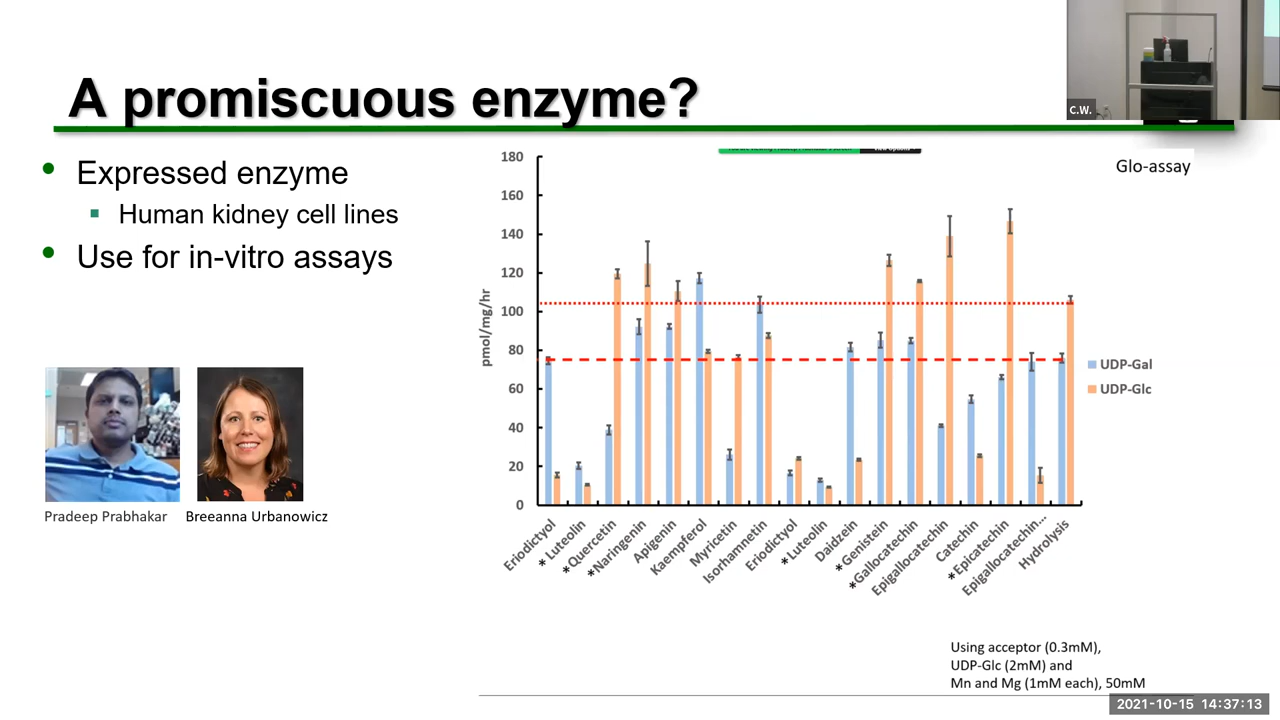 A promiscuous enzyme?
C.W.
• Expressed enzyme
▪ Human kidney cell lines
• Use for in-vitro assays
Pradeep Prabhakar
Breeanna Urbanowicz
Glo-assay
pmol/mg/hr
180
160
140
120
100
80
60
40
20
0
Eriodictyol
* Luteolin
*Quercetin
*Naringenin
Apigenin
Kaempferol
Myricetin
Isorhamnetin
Eriodictyol
*Luteolin
Daidzein
*Genistein
*Gallocatechin
Epigallocatechin
Catechin
*Epicatechin
Epigallocatechin...
Hydrolysis
UDP-Gal
UDP-Glc
Using acceptor (0.3mM),
UDP-Glc (2mM) and
Mn and Mg (1mM each), 50mM
2021-10-15 14:37:13